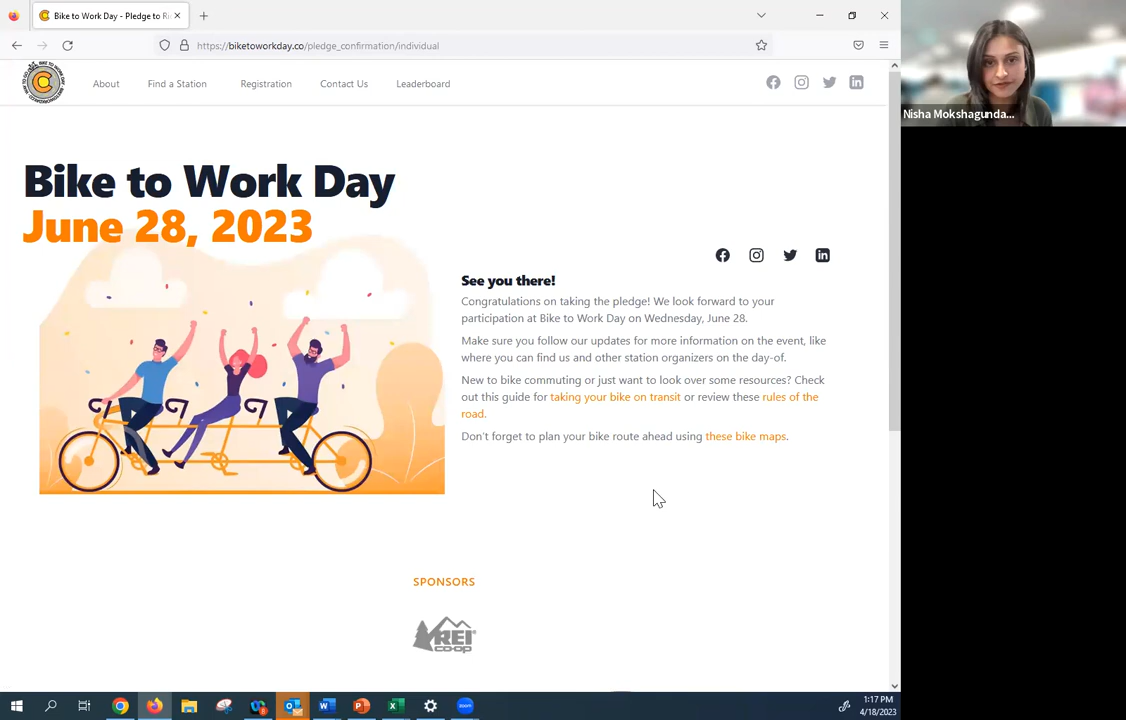 Bike to Work Day - Pledge to Ri
https://biketoworkday.co/pledge_confirmation/individual
About
Find a Station
Registration
Contact Us
Leaderboard
Nisha Mokshagunda...
Bike to Work Day
June 28, 2023
See you there!
Congratulations on taking the pledge! We look forward to your
participation at Bike to Work Day on Wednesday, June 28.
Make sure you follow our updates for more information on the event, like
where you can find us and other station organizers on the day-of.
New to bike commuting or just want to look over some resources? Check
out this guide for taking your bike on transit or review these rules of the
road.
Don't forget to plan your bike route ahead using these bike maps.
SPONSORS
REI
CO-OP
zoom
1:17 PM
4/18/2023